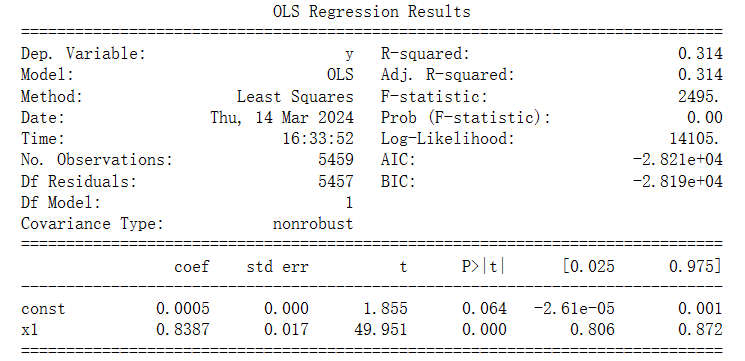 OLS Regression Results
==============================================================================
Dep. Variable:                      y   R-squared:                       0.314
Model:                            OLS   Adj. R-squared:                  0.314
Method:                 Least Squares   F-statistic:                     2495.
Date:                Thu, 14 Mar 2024   Prob (F-statistic):               0.00
Time:                        16:33:52   Log-Likelihood:                 14105.
No. Observations:                5459   AIC:                        -2.821e+04
Df Residuals:                    5457   BIC:                        -2.819e+04
Df Model:                           1
Covariance Type:            nonrobust
==============================================================================
                 coef    std err          t      P>|t|      [0.025      0.975]
------------------------------------------------------------------------------
const          0.0005      0.000      1.855      0.064   -2.61e-05       0.001
x1             0.8387      0.017     49.951      0.000       0.806       0.872
==============================================================================